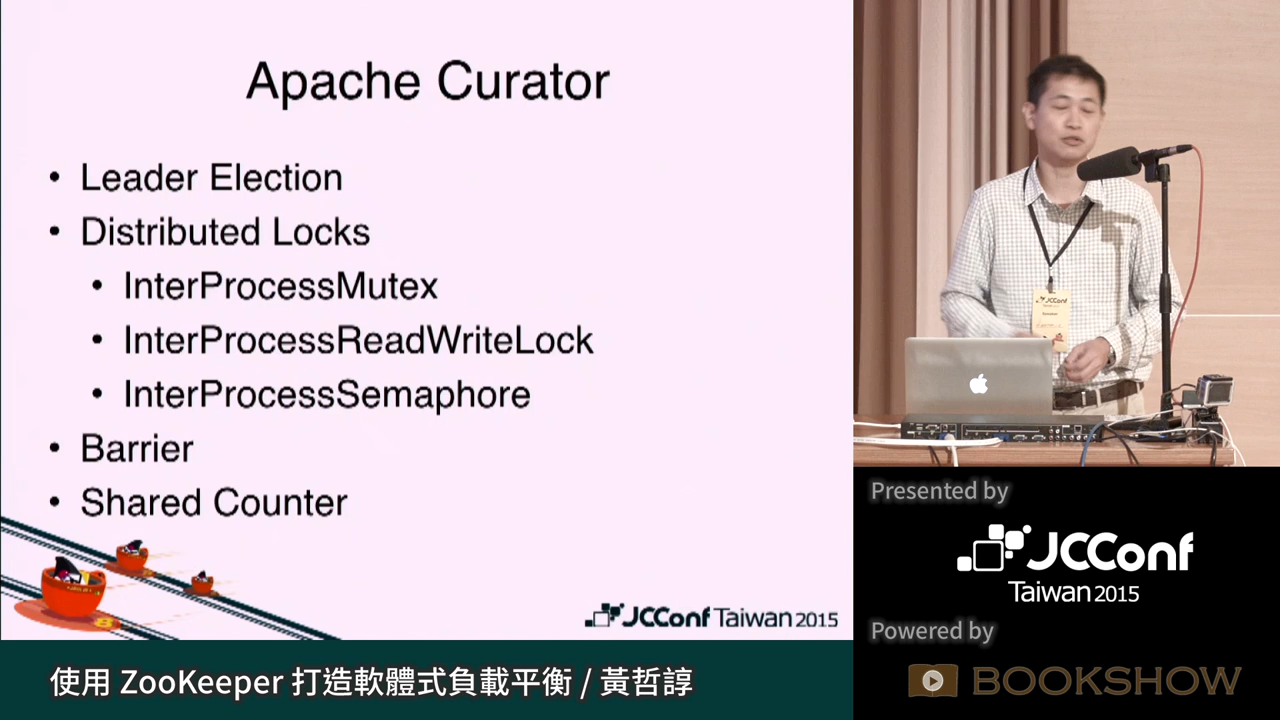 Apache Curator
• Leader Election
• Distributed Locks
• InterProcessMutex
• InterProcessReadWriteLock
• InterProcessSemaphore
• Barrier
• Shared Counter
JCConf Taiwan 2015
使用 ZooKeeper 打造軟體式負載平衡 / 黃哲諄
JCConf
Presented by
JCConf
Taiwan 2015
Powered by
BOOKSHOW